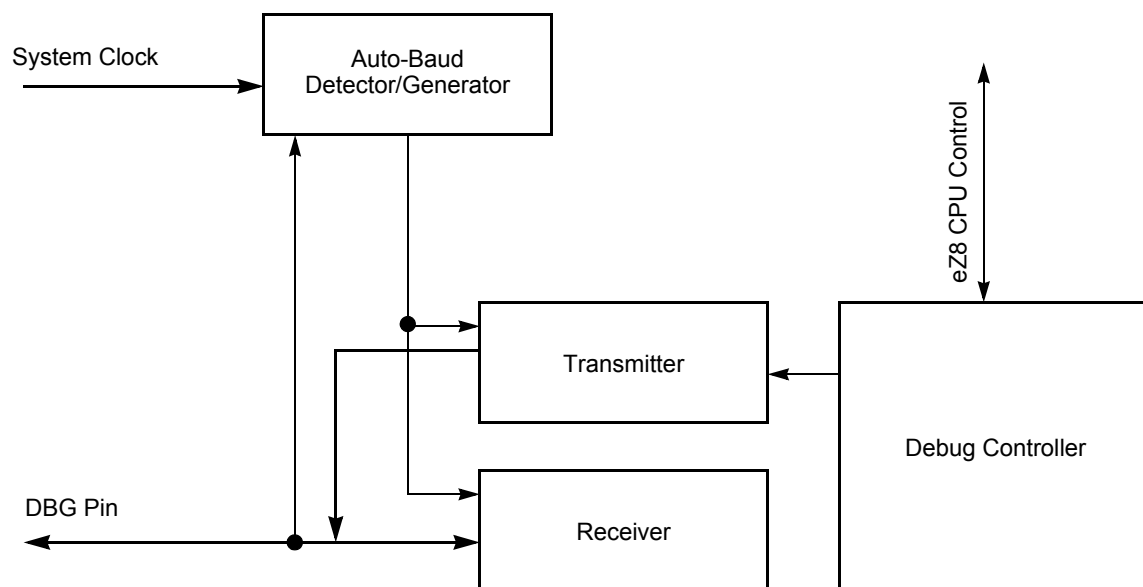 System Clock
Auto-Baud
Detector/Generator
eZ8 CPU Control
Transmitter
Debug Controller
DBG Pin
Receiver